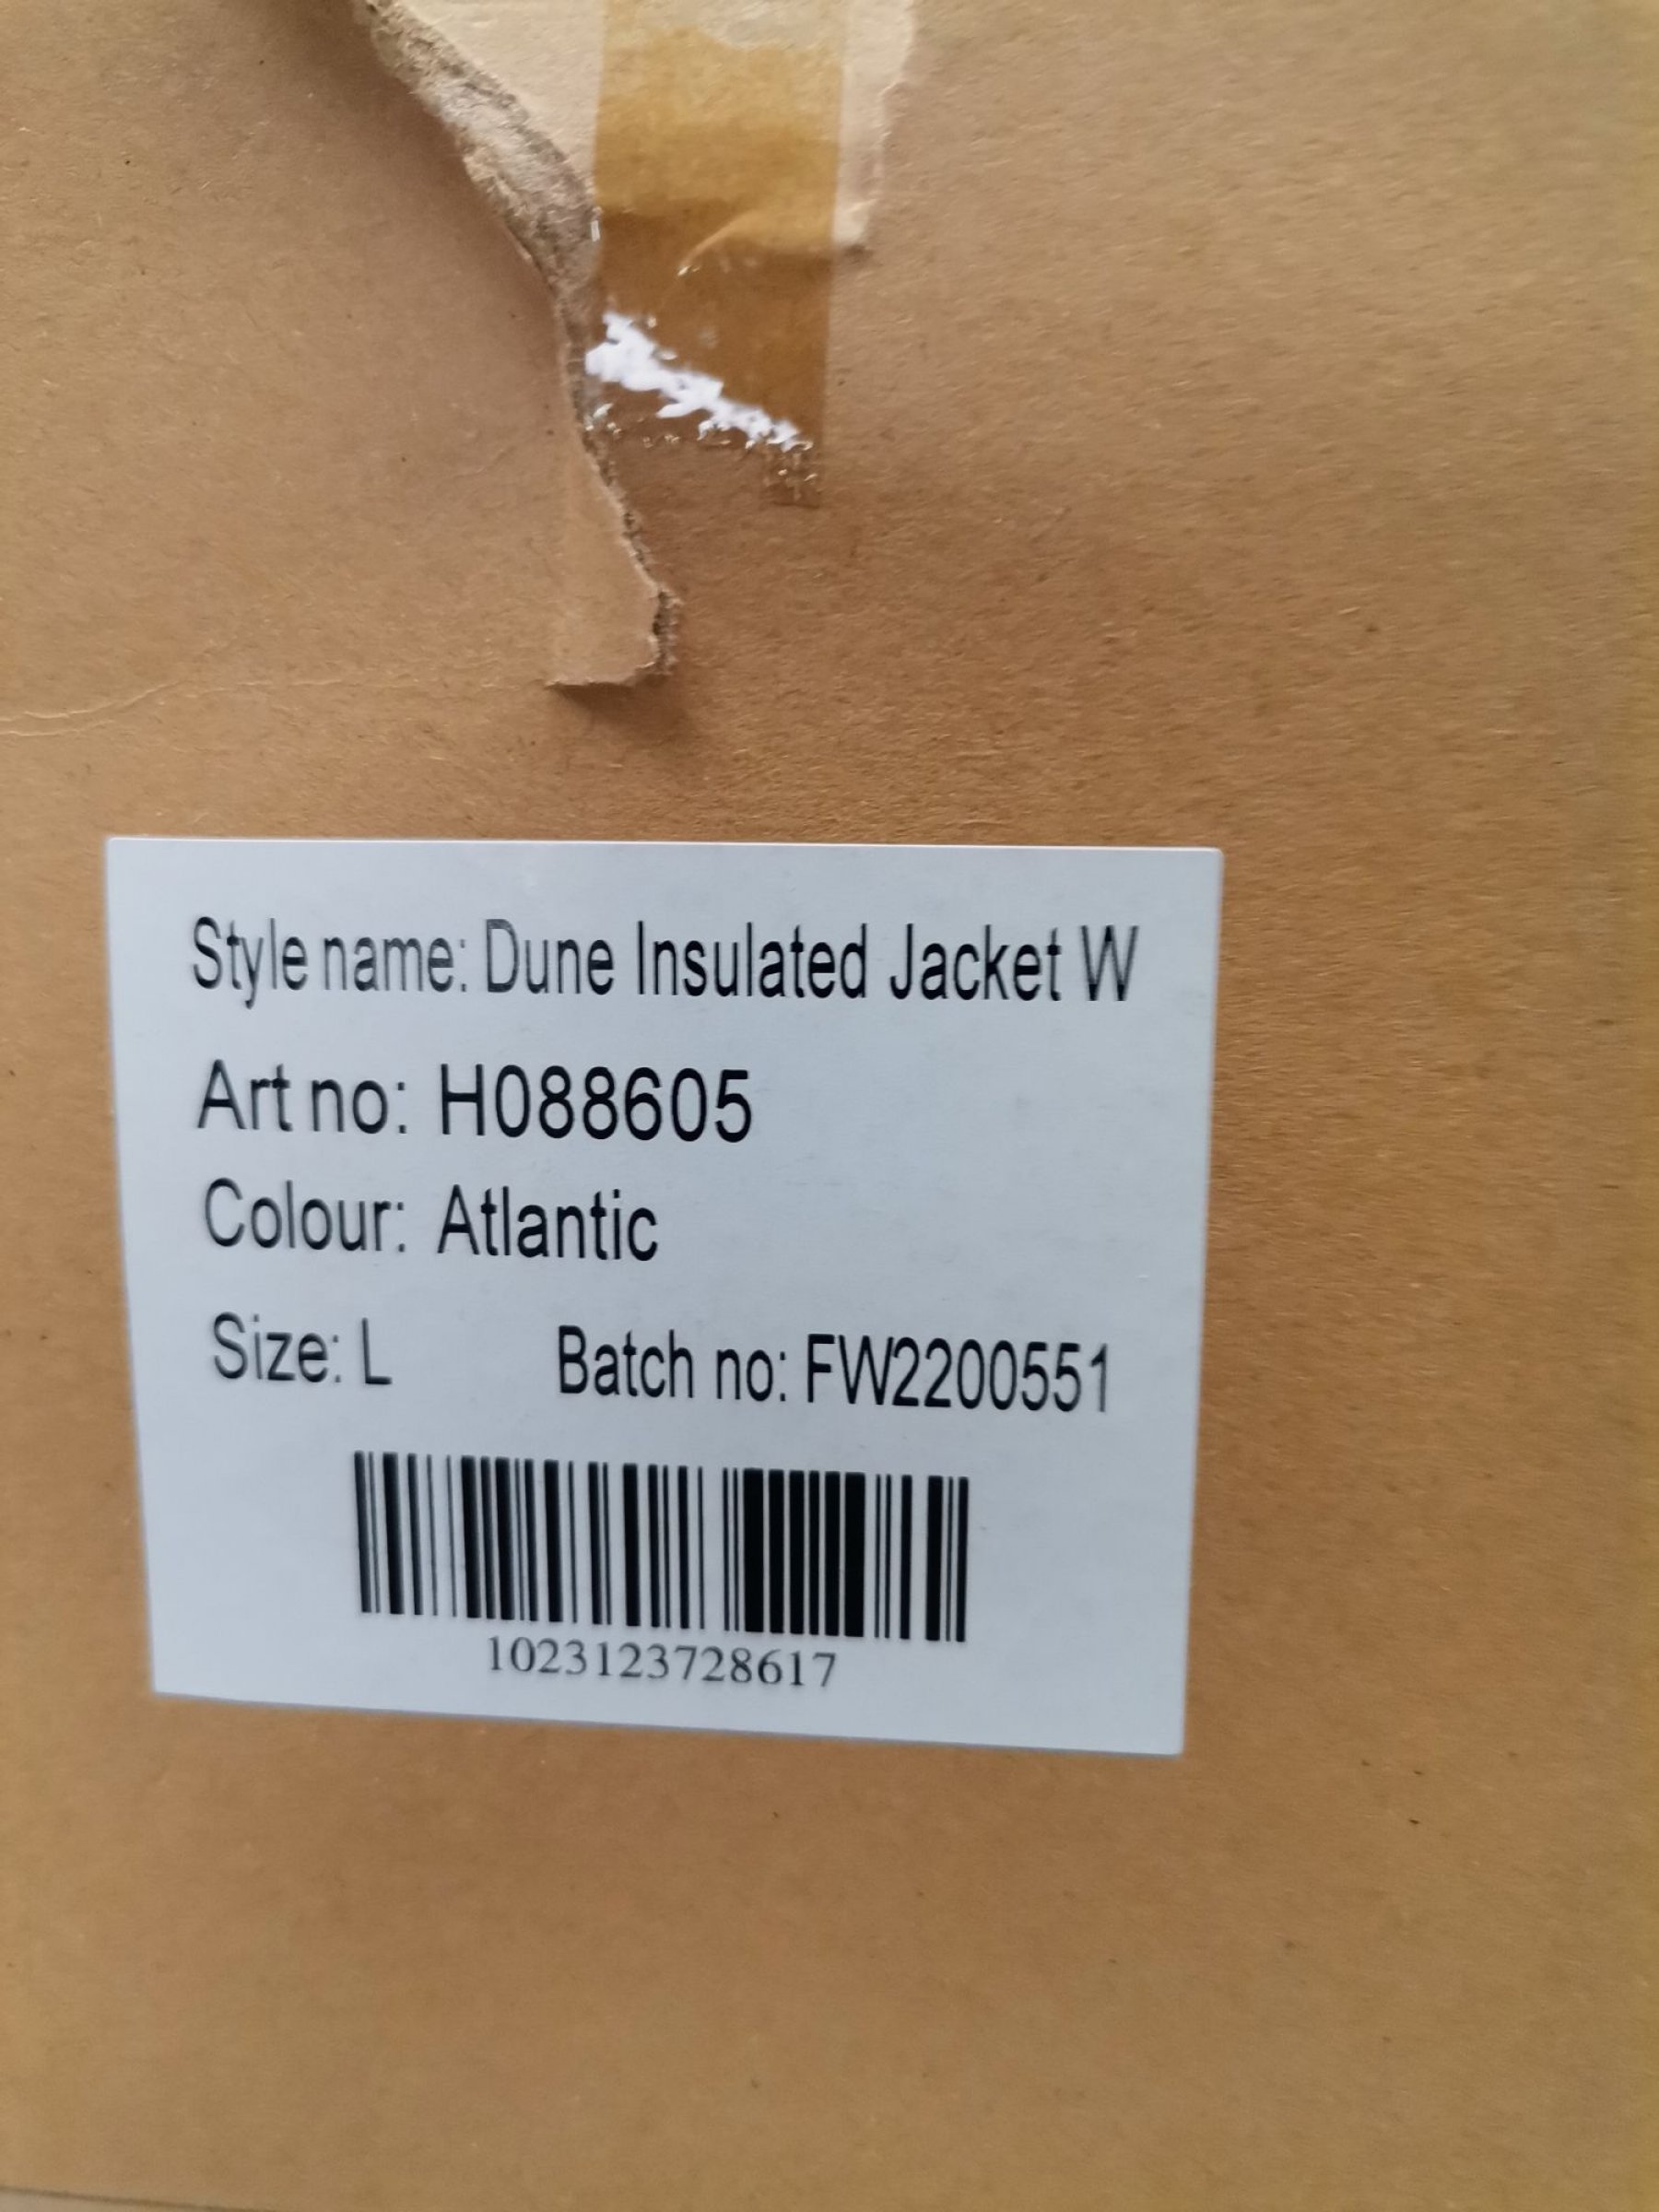 Style name: Dune Insulated Jacket W
Art no: H088605
Colour: Atlantic
Size: L Batch no: FW2200551
1023123728617